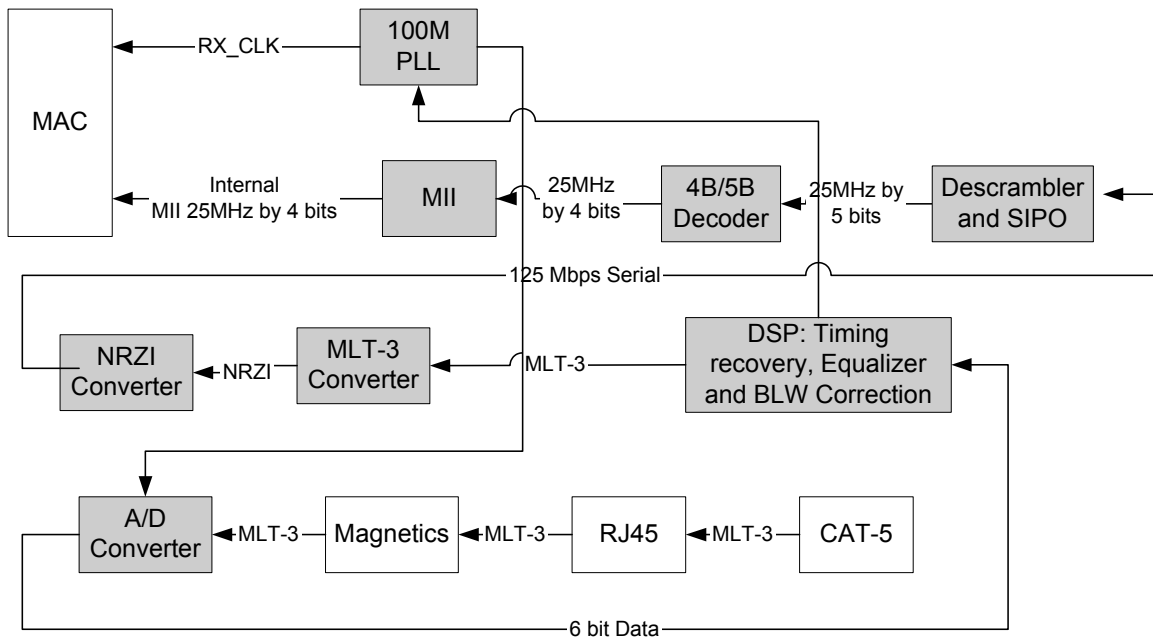 100M
PLL
RX_CLK
MAC
Internal
MII 25MHz by 4 bits
MII
25MHz
by 4 bits
4B/5B
Decoder
25MHz by
5 bits
Descrambler
and SIPO
125 Mbps Serial
NRZI
Converter
NRZI
MLT-3
Converter
MLT-3
DSP: Timing
recovery, Equalizer
and BLW Correction
A/D
Converter
MLT-3
Magnetics
MLT-3
RJ45
MLT-3
CAT-5
6 bit Data